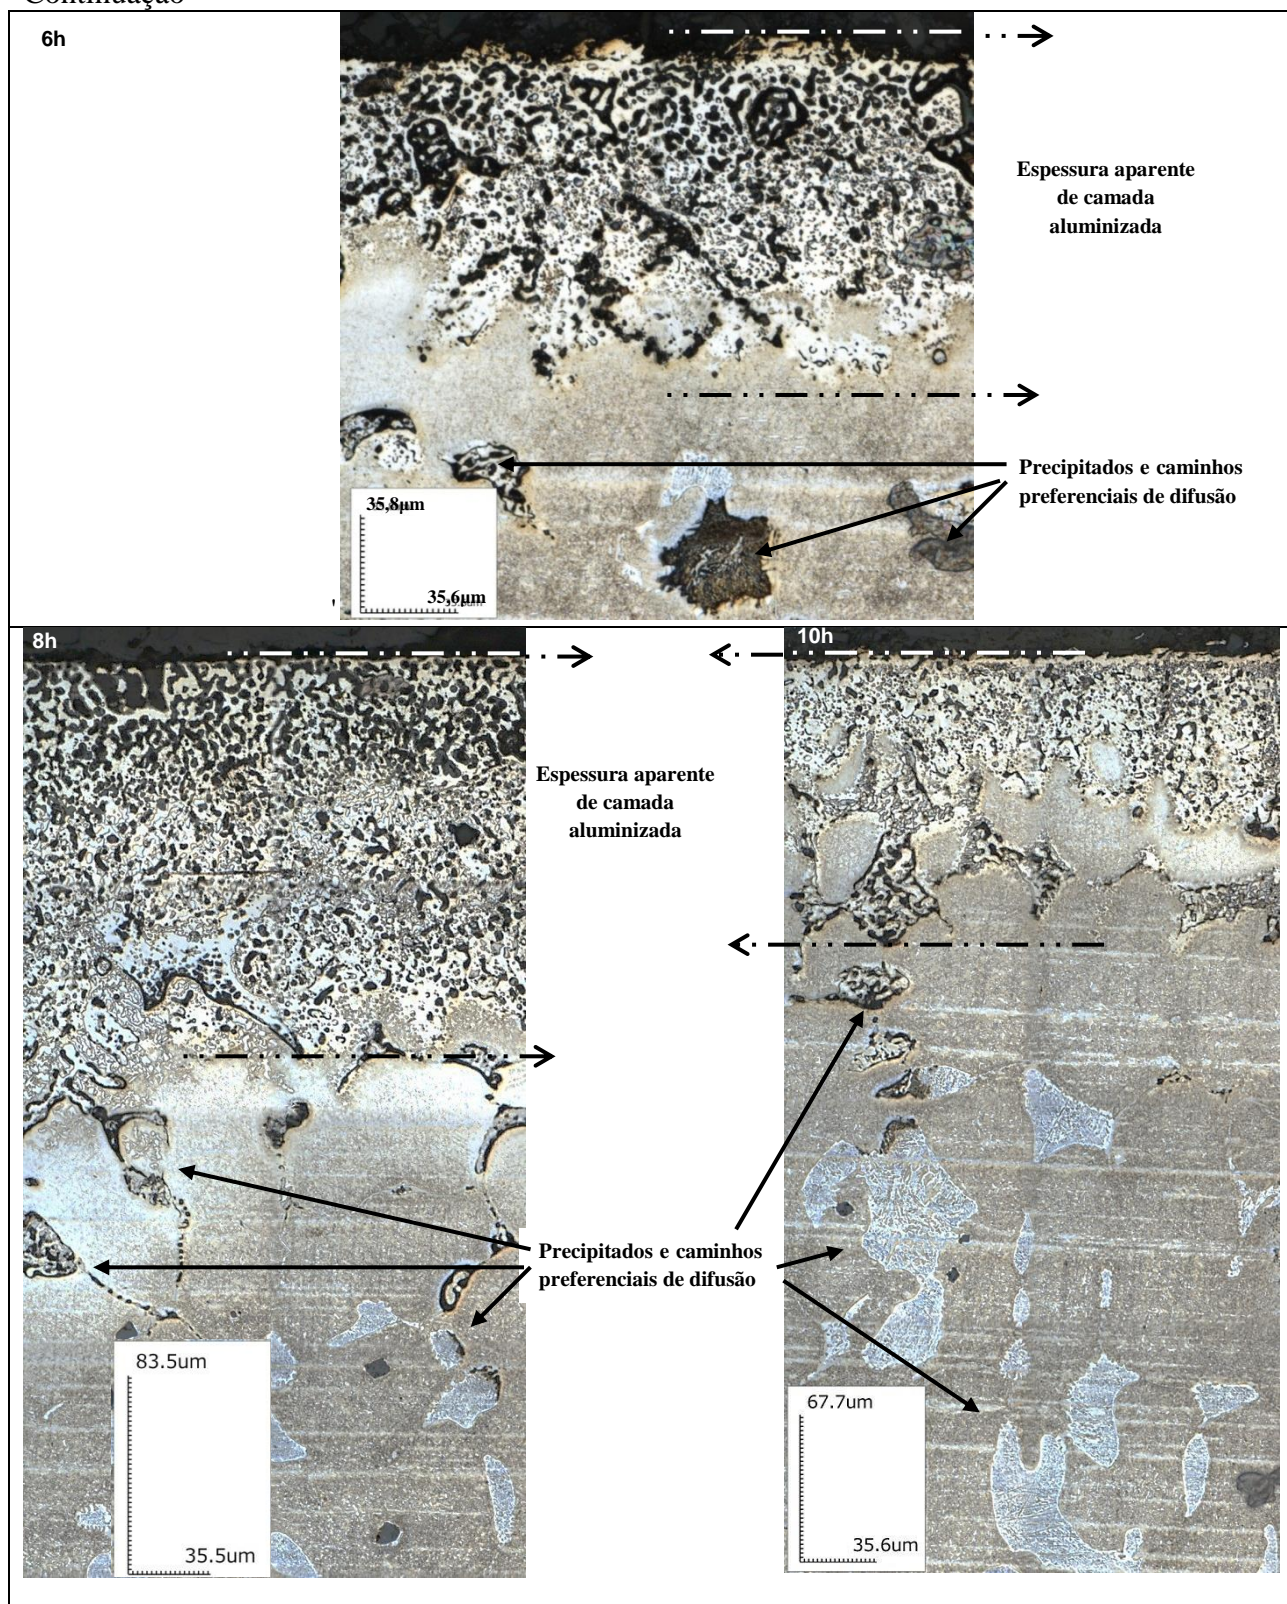 Continuação
6h
Espessura aparente
de camada
aluminizada
Precipitados e caminhos
preferenciais de difusão
35,8µm
35,6µm
8h
10h
Espessura aparente
de camada
aluminizada
Precipitados e caminhos
preferenciais de difusão
83.5um
35.5um
67.7um
35.6um